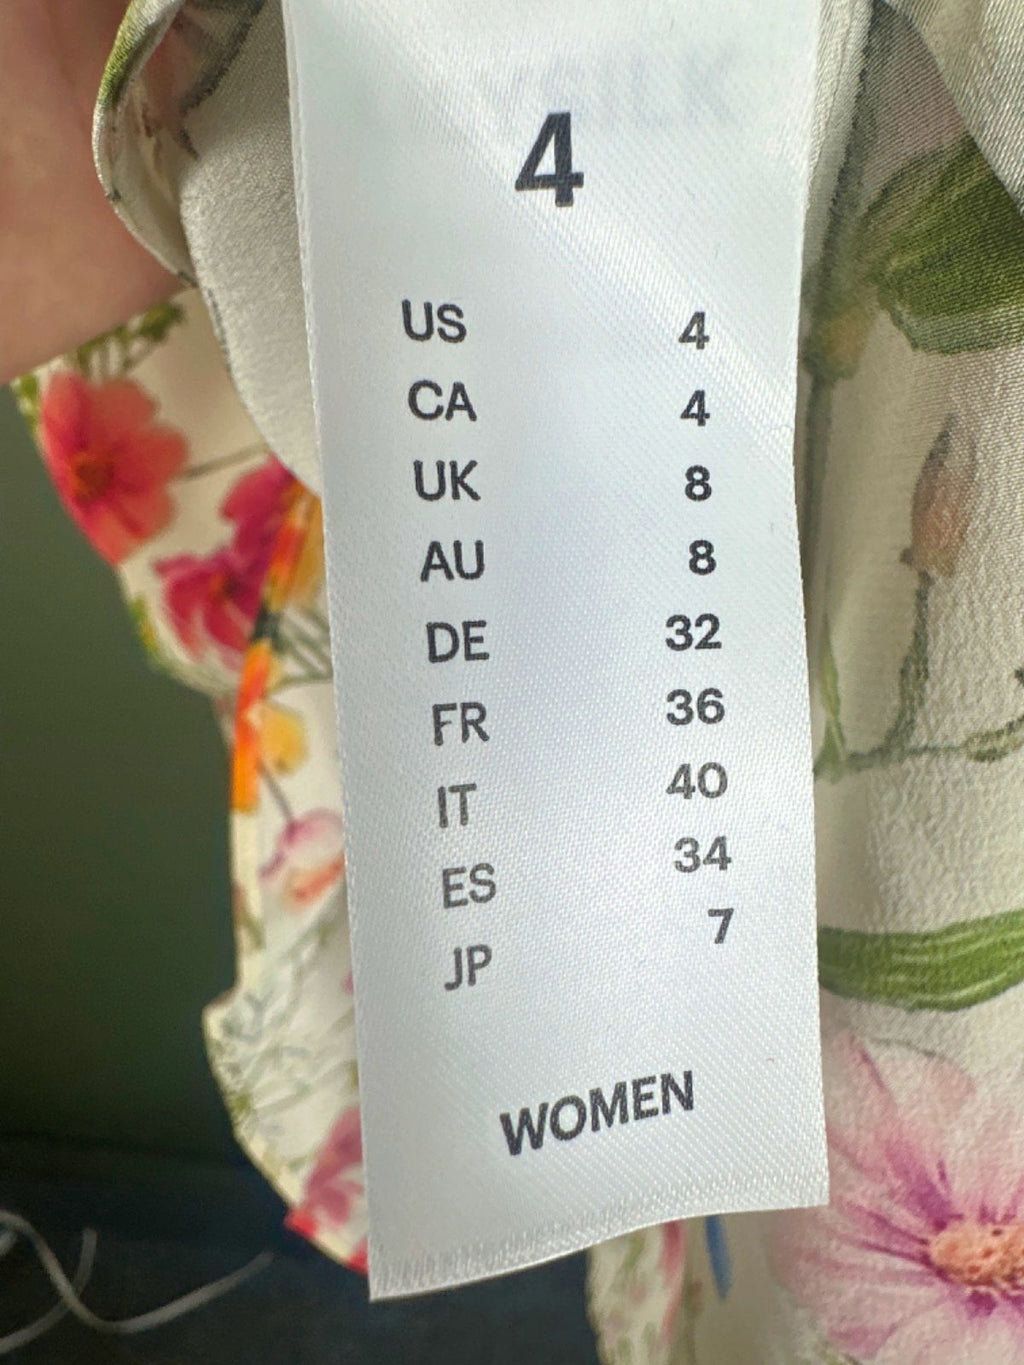 4
US 4
CA 4
UK 8
AU 8
DE 32
FR 36
IT 40
ES 34
JP 7
WOMEN